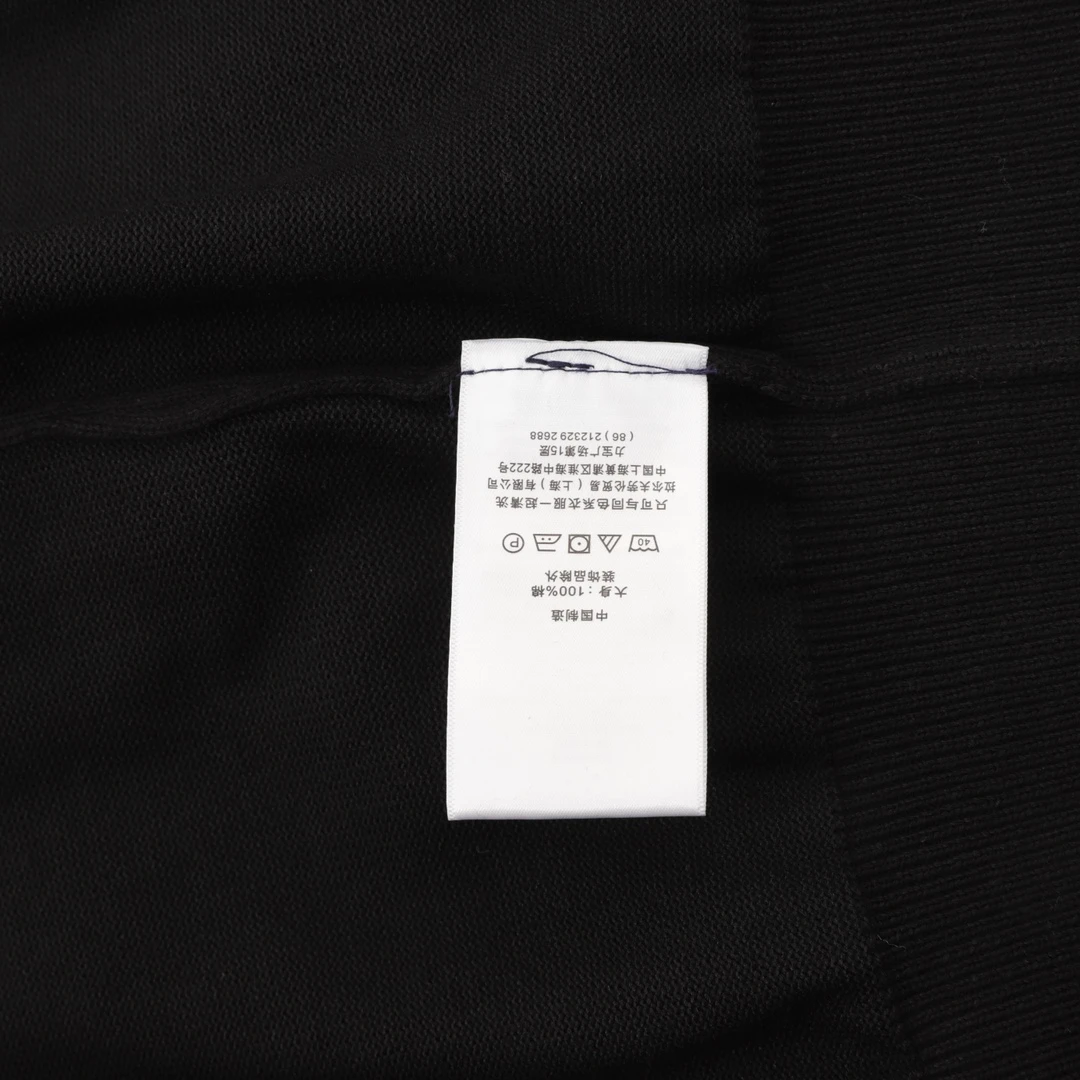 中国制造
大身：100%棉
装饰品除外
40 P
只可与同色系衣服一起清洗
拉尔夫劳伦贸易（上海）有限公司
中国上海黄浦区淮海中路222号
力宝广场第15层
(86) 212329 2688